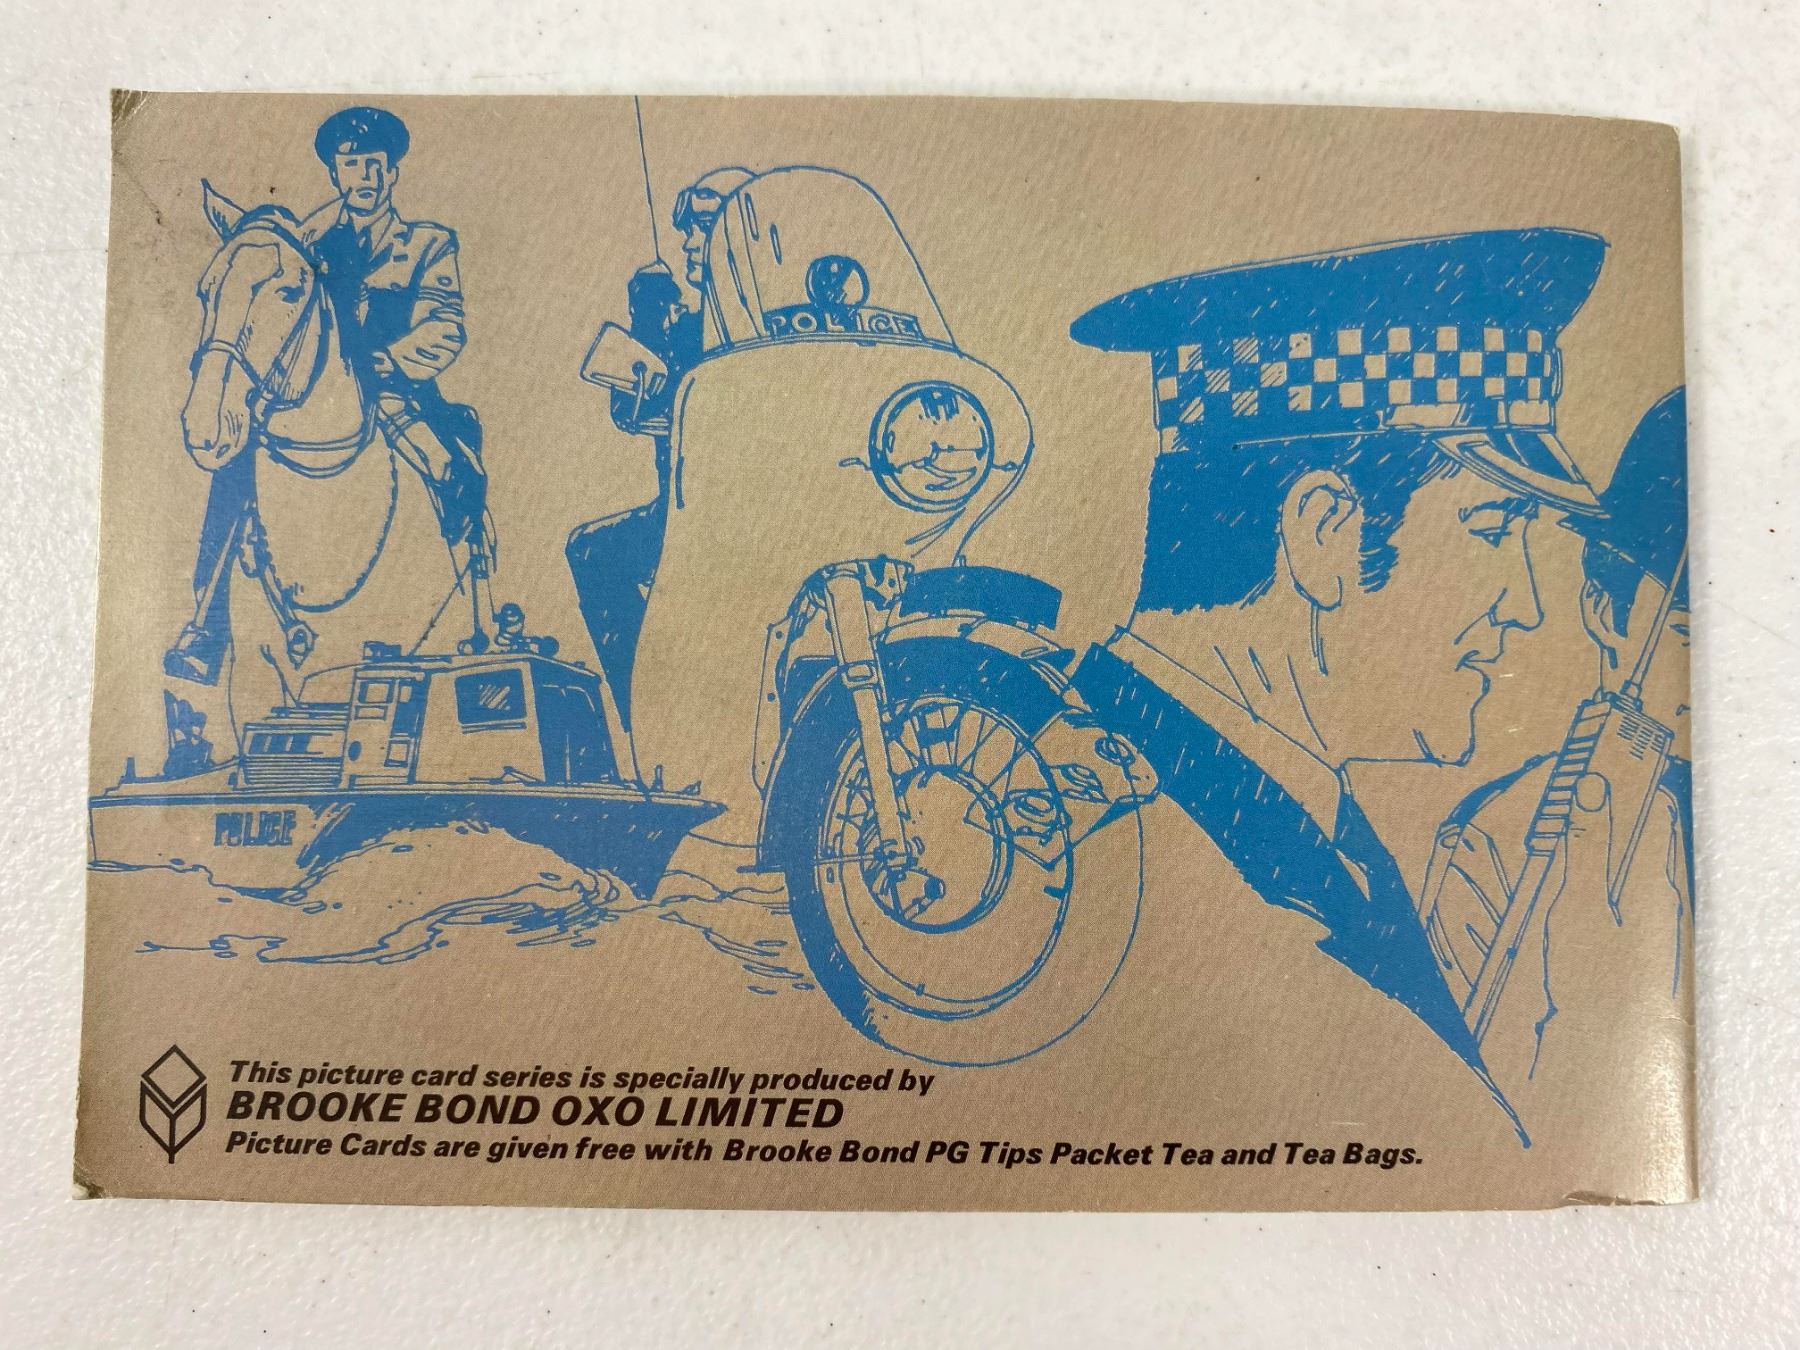 POLICE
POLICE
This picture card series is specially produced by
BROOKE BOND OXO LIMITED
Picture Cards are given free with Brooke Bond PG Tips Packet Tea and Tea Bags.